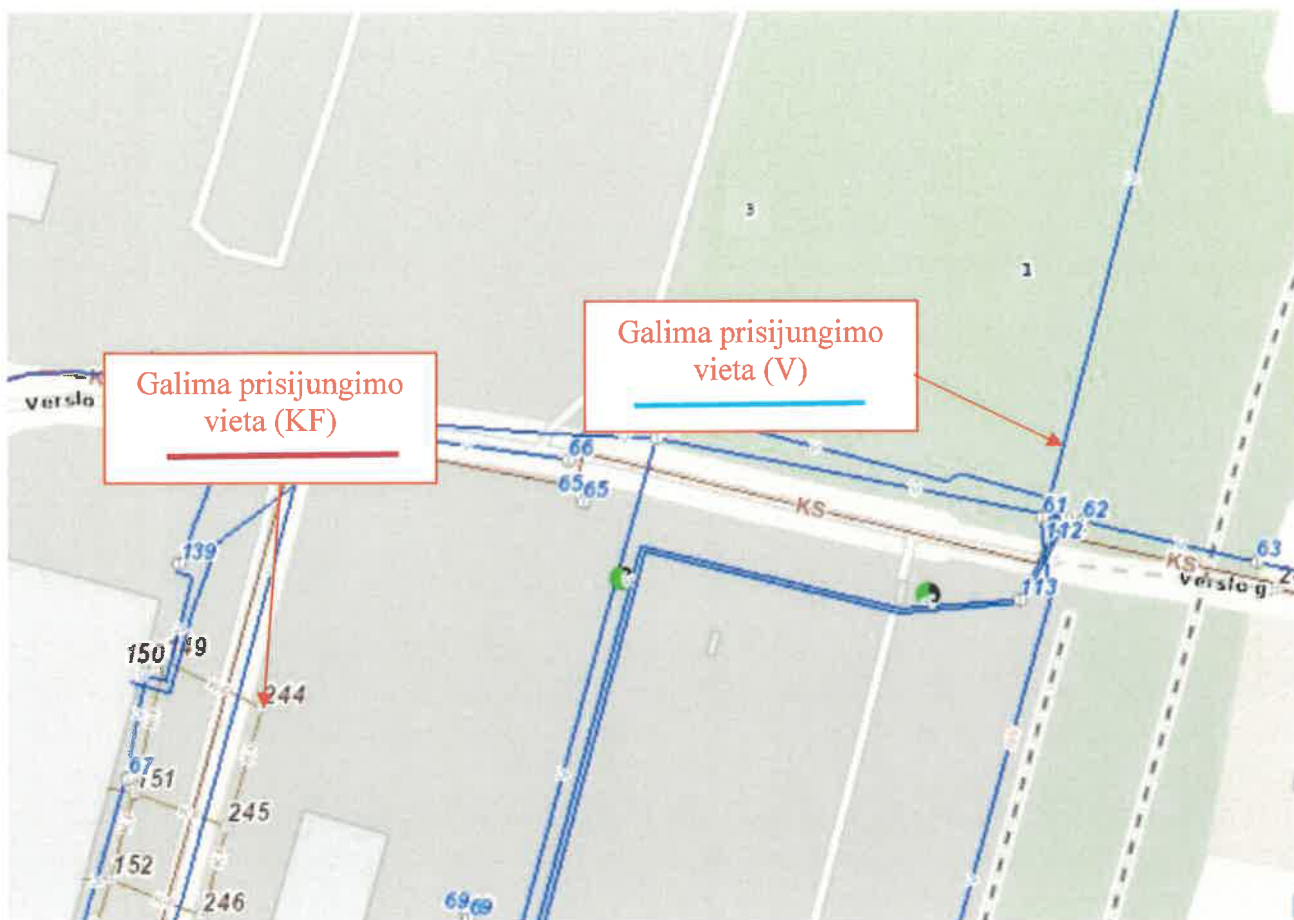 3
1
Galima prisijungimo
vieta (V)
Galima prisijungimo
vieta (KF)
Verslo
66
65 65
KS
61
62
112
63
KS
Verslo g.
113
139
150
149
244
67
151
245
152
246
69 69